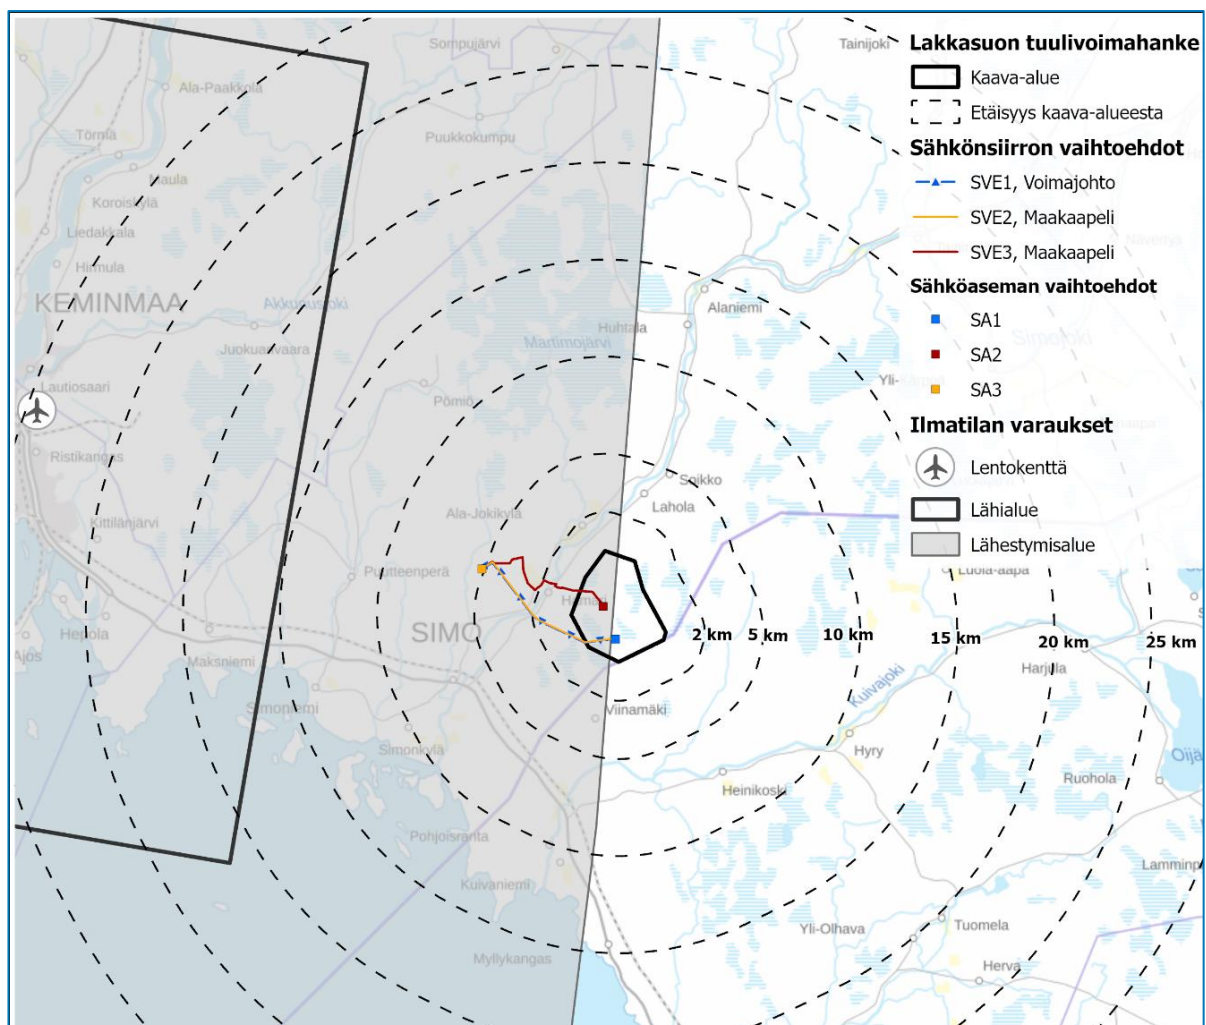 Lakkasuon tuulivoimahanke
Kaava-alue
Etäisyys kaava-alueesta
Sähkönsiirron vaihtoehdot
SVE1, Voimajohto
SVE2, Maakaapeli
SVE3, Maakaapeli
Sähköaseman vaihtoehdot
SA1
SA2
SA3
Ilmatilan varaukset
Lentokenttä
Lähialue
Lähestymisalue
Sompujärvi
Tainijoki
Ala-Paakkola
Törmä
Puukkokumpu
Maula
Koroiskylä
Liedakkala
Hirmula
KEMINMAA
Akkunusjoki
Alaniemi
Huhtala
Martimojärvi
Simojoki
Juokuanvaara
Lautiosaari
Pömiö
Ristikangas
Soikko
Lahola
Ala-Jokikylä
Kittilänjärvi
Puutteenperä
Luola-aapa
Hepola
SIMO
2 km
5 km
10 km
15 km
20 km
25 km
Ajos
Maksniemi
Harjula
Kuivajoki
Simoniemi
Viinamäki
Simonkylä
Hyry
Oijä
Ruohola
Heinikoski
Pohjoisranta
Lamminp
Kuivaniemi
Yli-Olhava
Tuomela
Myllykangas
Herva